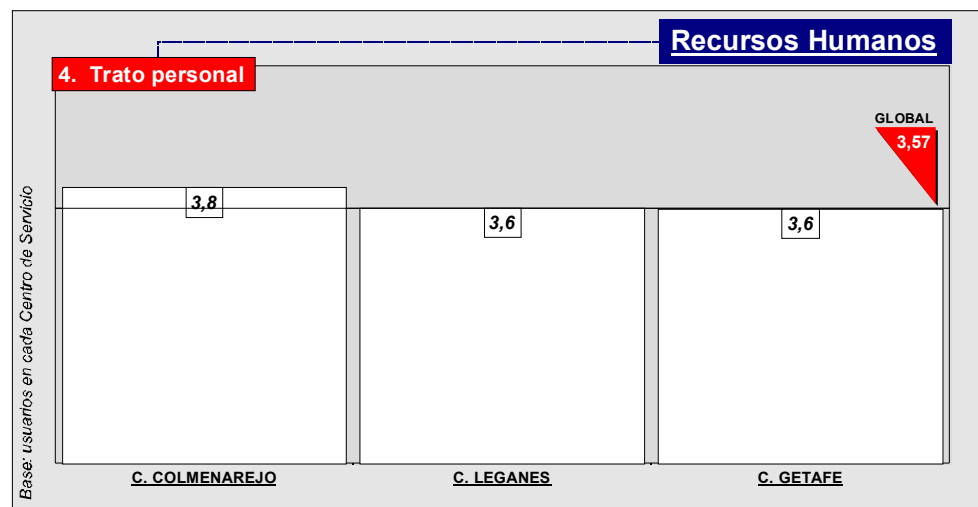 Recursos Humanos
4. Trato personal
GLOBAL
3,57
3,8
3,6
3,6
Base: usuarios en cada Centro de Servicio
C. COLMENAREJO
C. LEGANES
C. GETAFE